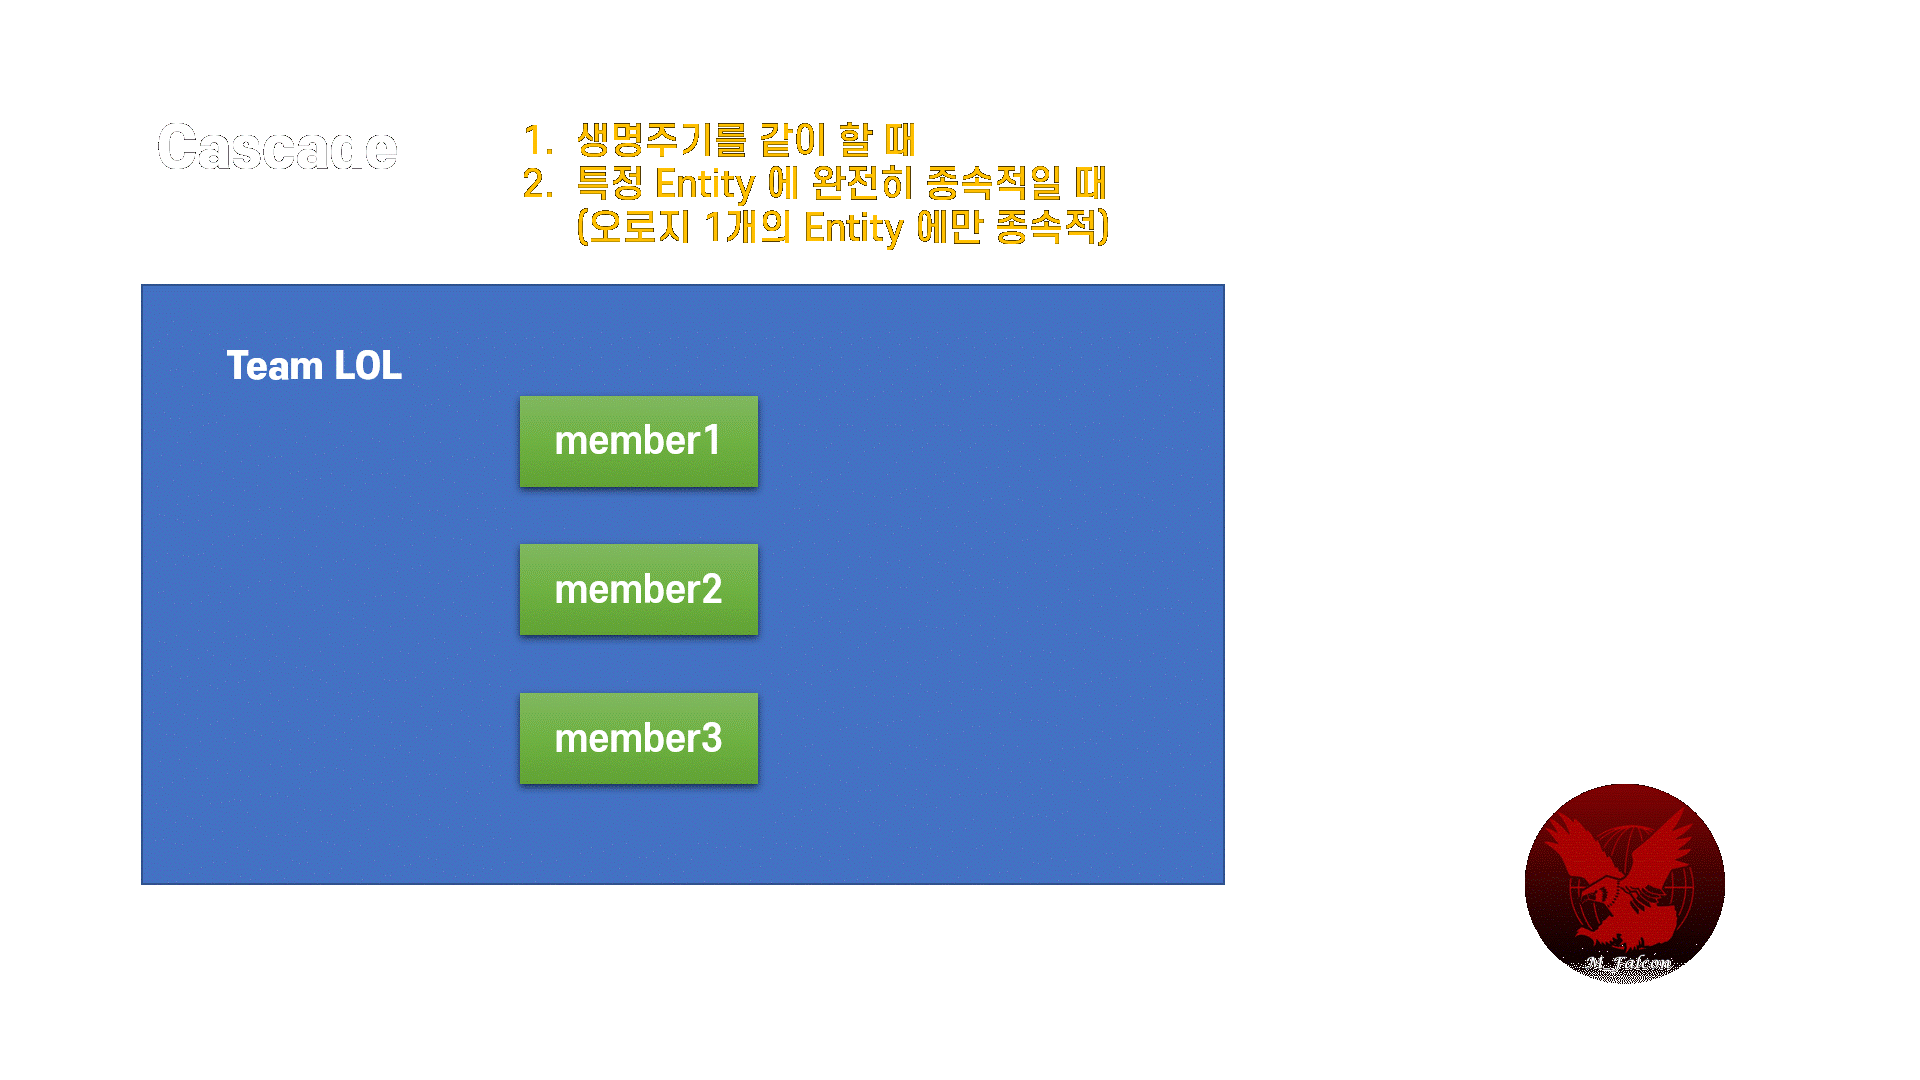 Cascade
1. 생명주기를 같이 할 때
2. 특정 Entity 에 완전히 종속적일 때
(오로지 1개의 Entity 에만 종속적)
Team LOL
member1
member2
member3
M_Falcon